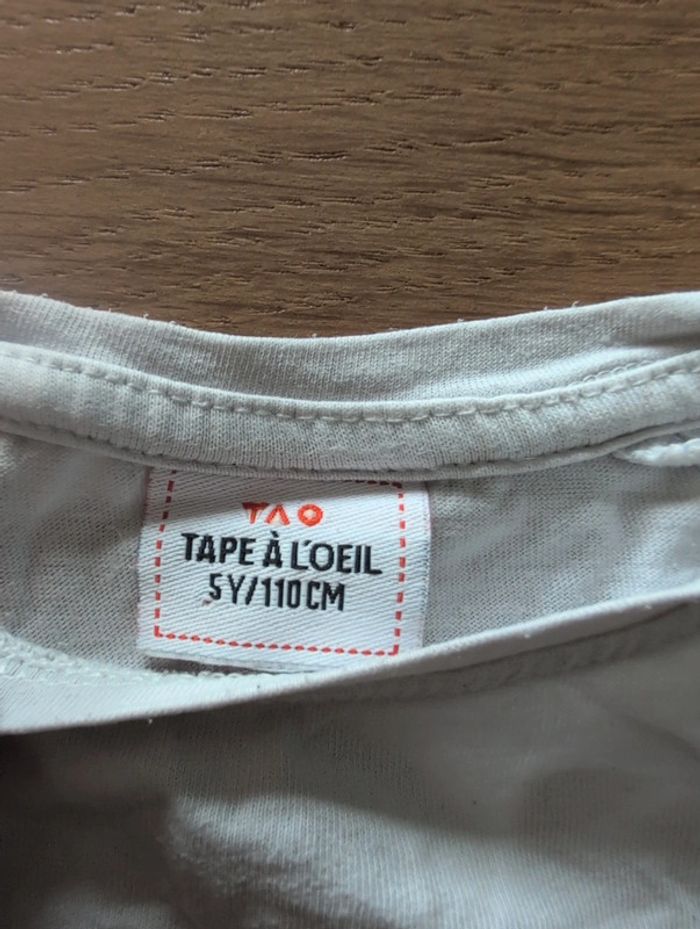 TAO
TAPE À L'OEIL
5Y/110CM